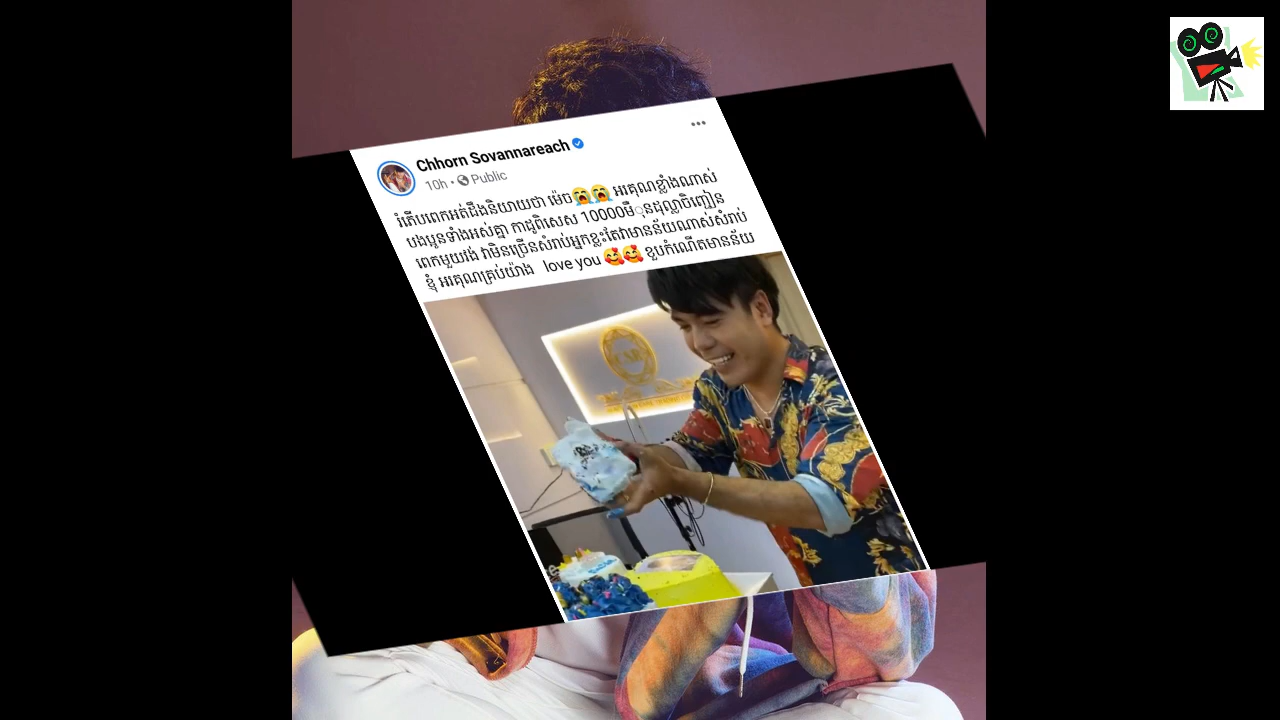 Chhorn Sovannareach
10h · Public
រំភើបពេកអត់ដឹងនិយាយថា ម៉េច😭😭 អរគុណខ្លាំងណាស់
បងប្អូនទាំងអស់គ្នា កាដូពិសេស 10000មឺុនដុល្លាចិញ្ចៀន
ពេជ្រមួយវង់ វាមិនច្រើនសំរាប់អ្នកខ្លះតែវាមានន័យណាស់សំរាប់
ខ្ញុំ អរគុណគ្រប់យ៉ាង love you 🥰🥰 ខួបកំណើតមានន័យ